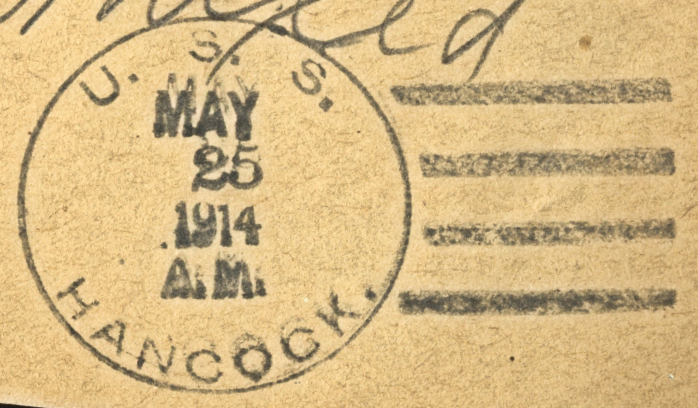 U. S. S.
MAY
25
1914
A.M.
HANCOCK.